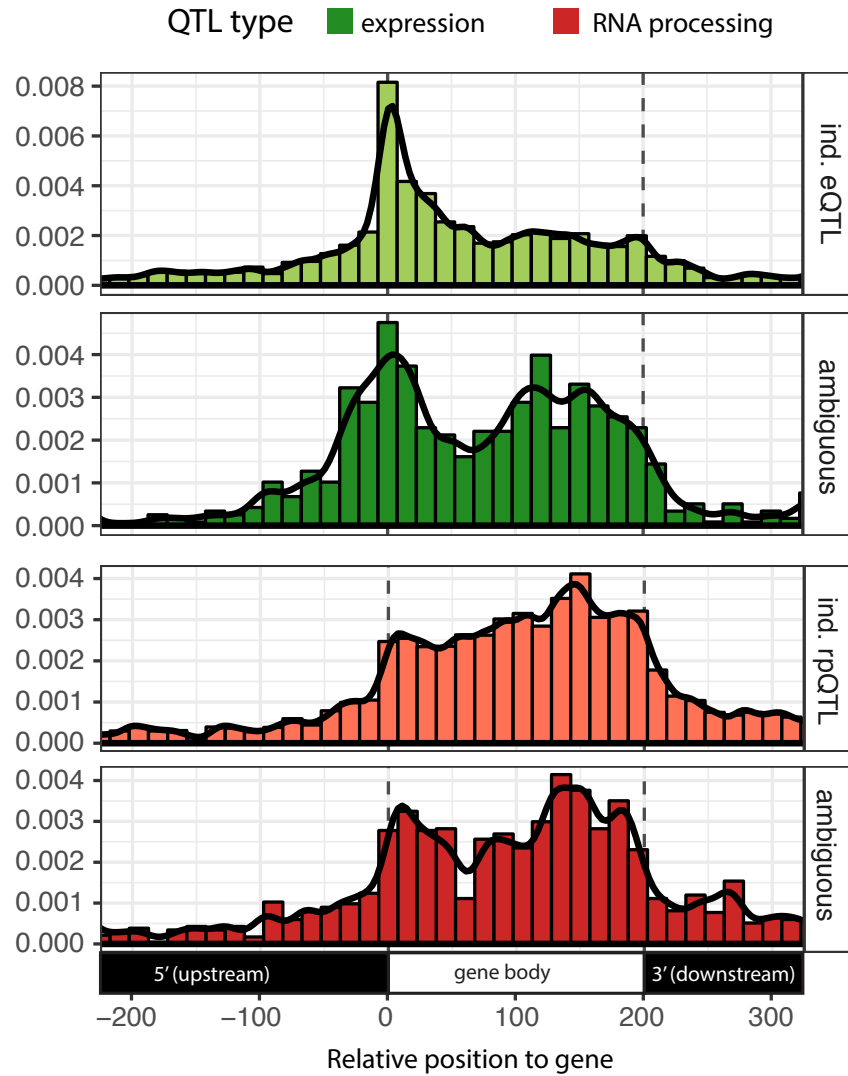 QTL type expression RNA processing
0.008
0.006
0.004
0.002
0.000
ind. eQTL
0.004
0.003
0.002
0.001
0.000
ambiguous
0.004
0.003
0.002
0.001
0.000
ind. rpQTL
0.004
0.003
0.002
0.001
0.000
ambiguous
5′ (upstream) gene body 3′ (downstream)
−200 −100 0 100 200 300
Relative position to gene